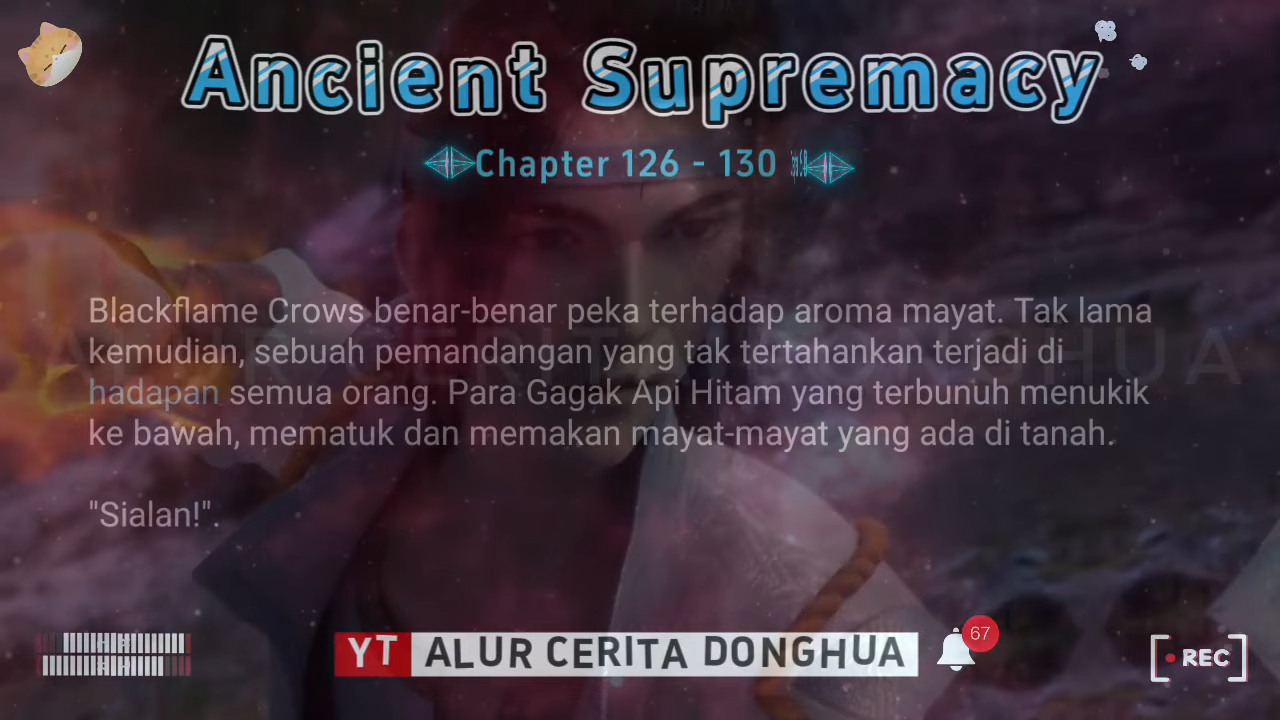 Ancient Supremacy
Chapter 126 - 130
Blackflame Crows benar-benar peka terhadap aroma mayat. Tak lama
kemudian, sebuah pemandangan yang tak tertahankan terjadi di
hadapan semua orang. Para Gagak Api Hitam yang terbunuh menukik
ke bawah, mematuk dan memakan mayat-mayat yang ada di tanah.
"Sialan!".
YT ALUR CERITA DONGHUA
67
REC